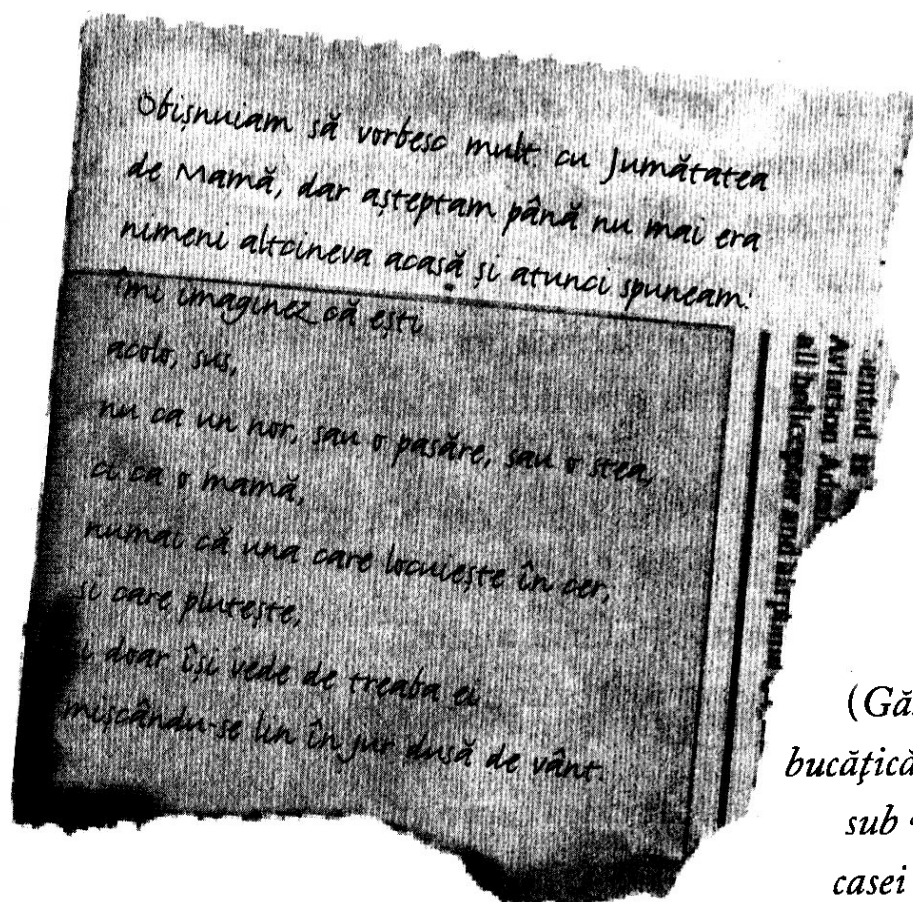 Obișnuiam să vorbesc mult cu Jumătatea
de Mamă, dar așteptam până nu mai era
nimeni altcineva acasă și atunci spuneam:
Îmi imaginez că ești
acolo, sus,
nu ca un nor, sau o pasăre, sau o stea,
ci ca o mamă,
numai că una care locuiește în cer,
și care plutește,
și doar își vede de treaba ei
mișcându-se lin în jur dusă de vânt.
Aviation
all helicopter and airplane
(Gă
bucățică
sub
casei